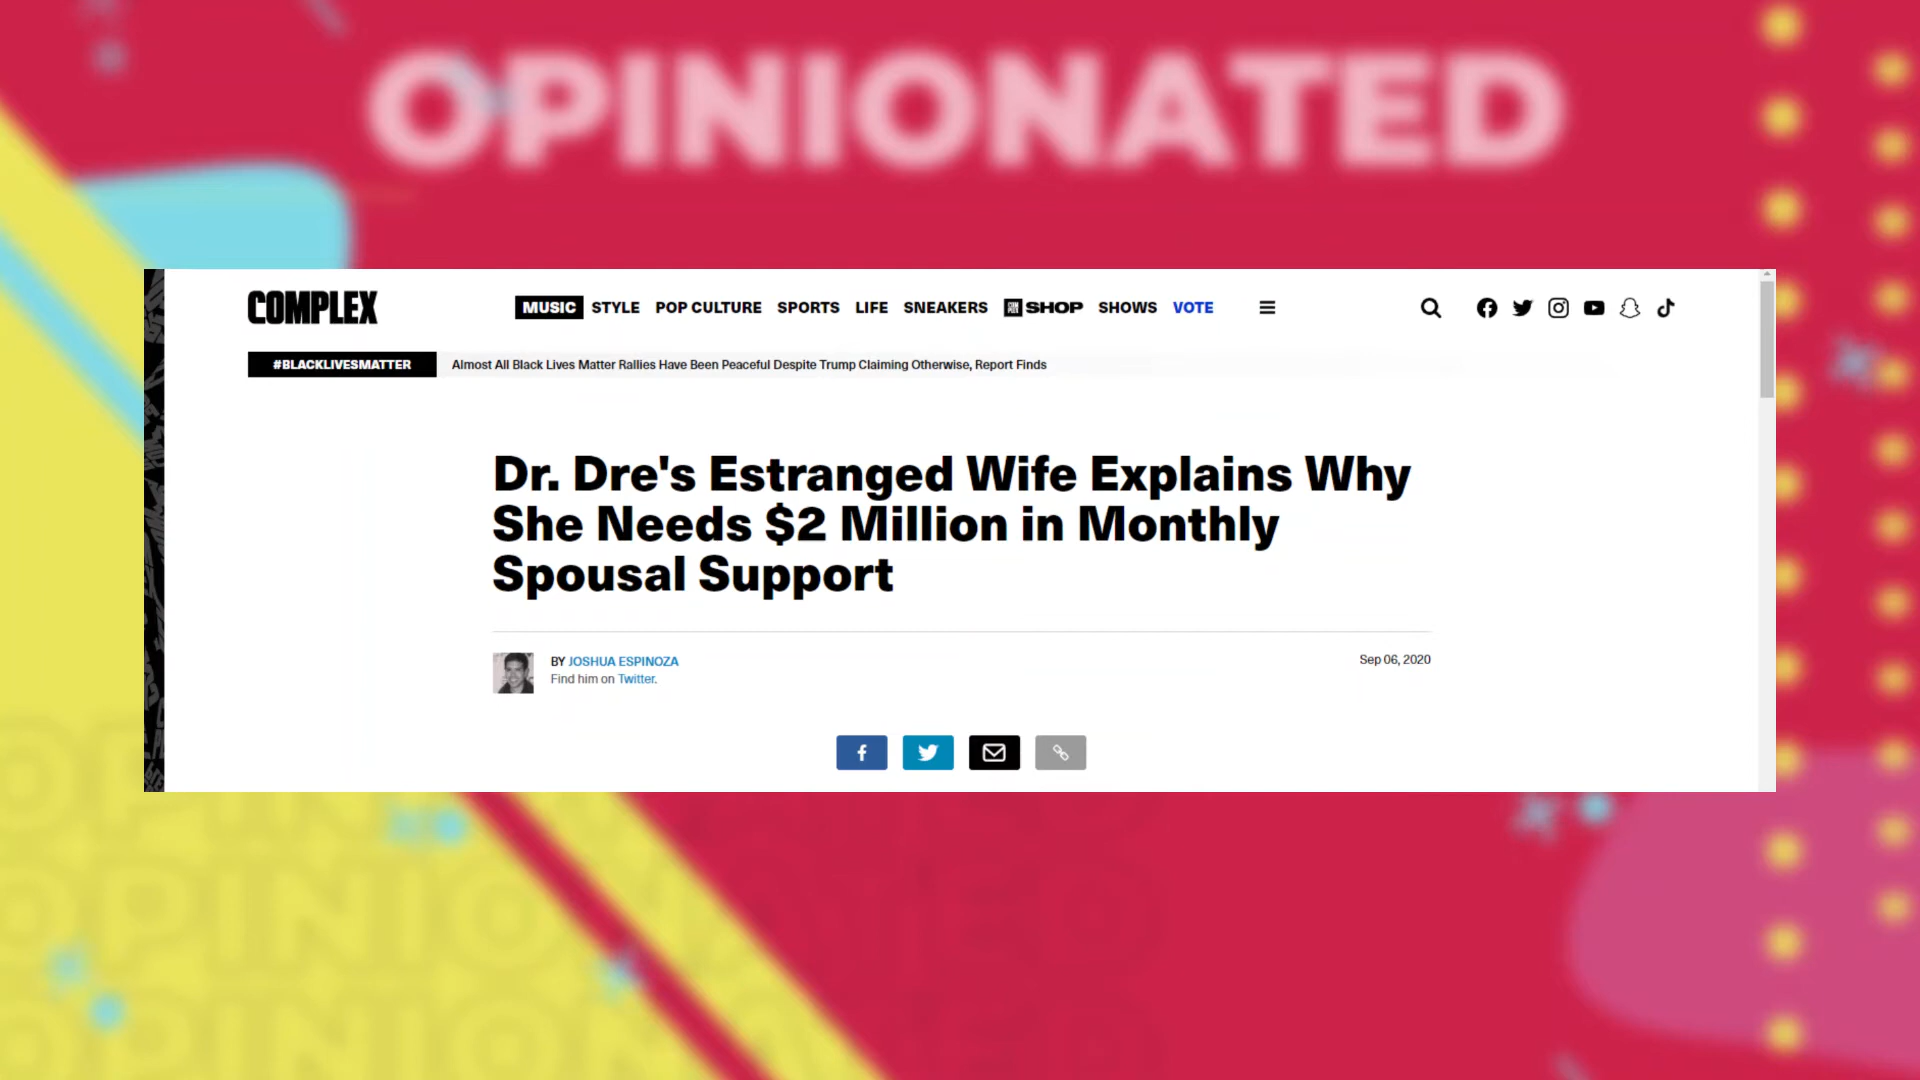 OPINIONATED
COMPLEX
MUSIC STYLE POP CULTURE SPORTS LIFE SNEAKERS COMPLEX SHOP SHOWS VOTE
#BLACKLIVESMATTER Almost All Black Lives Matter Rallies Have Been Peaceful Despite Trump Claiming Otherwise, Report Finds
Dr. Dre's Estranged Wife Explains Why
She Needs $2 Million in Monthly
Spousal Support
BY JOSHUA ESPINOZA
Find him on Twitter.
Sep 06, 2020
OPINIONATED